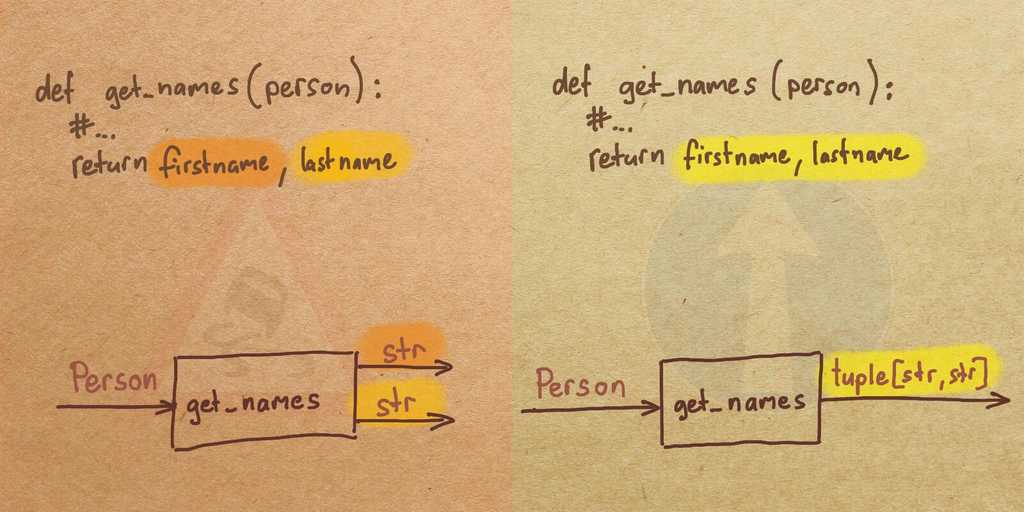 def get_names(person):
#...
return firstname, lastname
Person
get_names
str
str
def get_names (person):
#...
return firstname, lastname
Person
get_names
tuple[str,str]